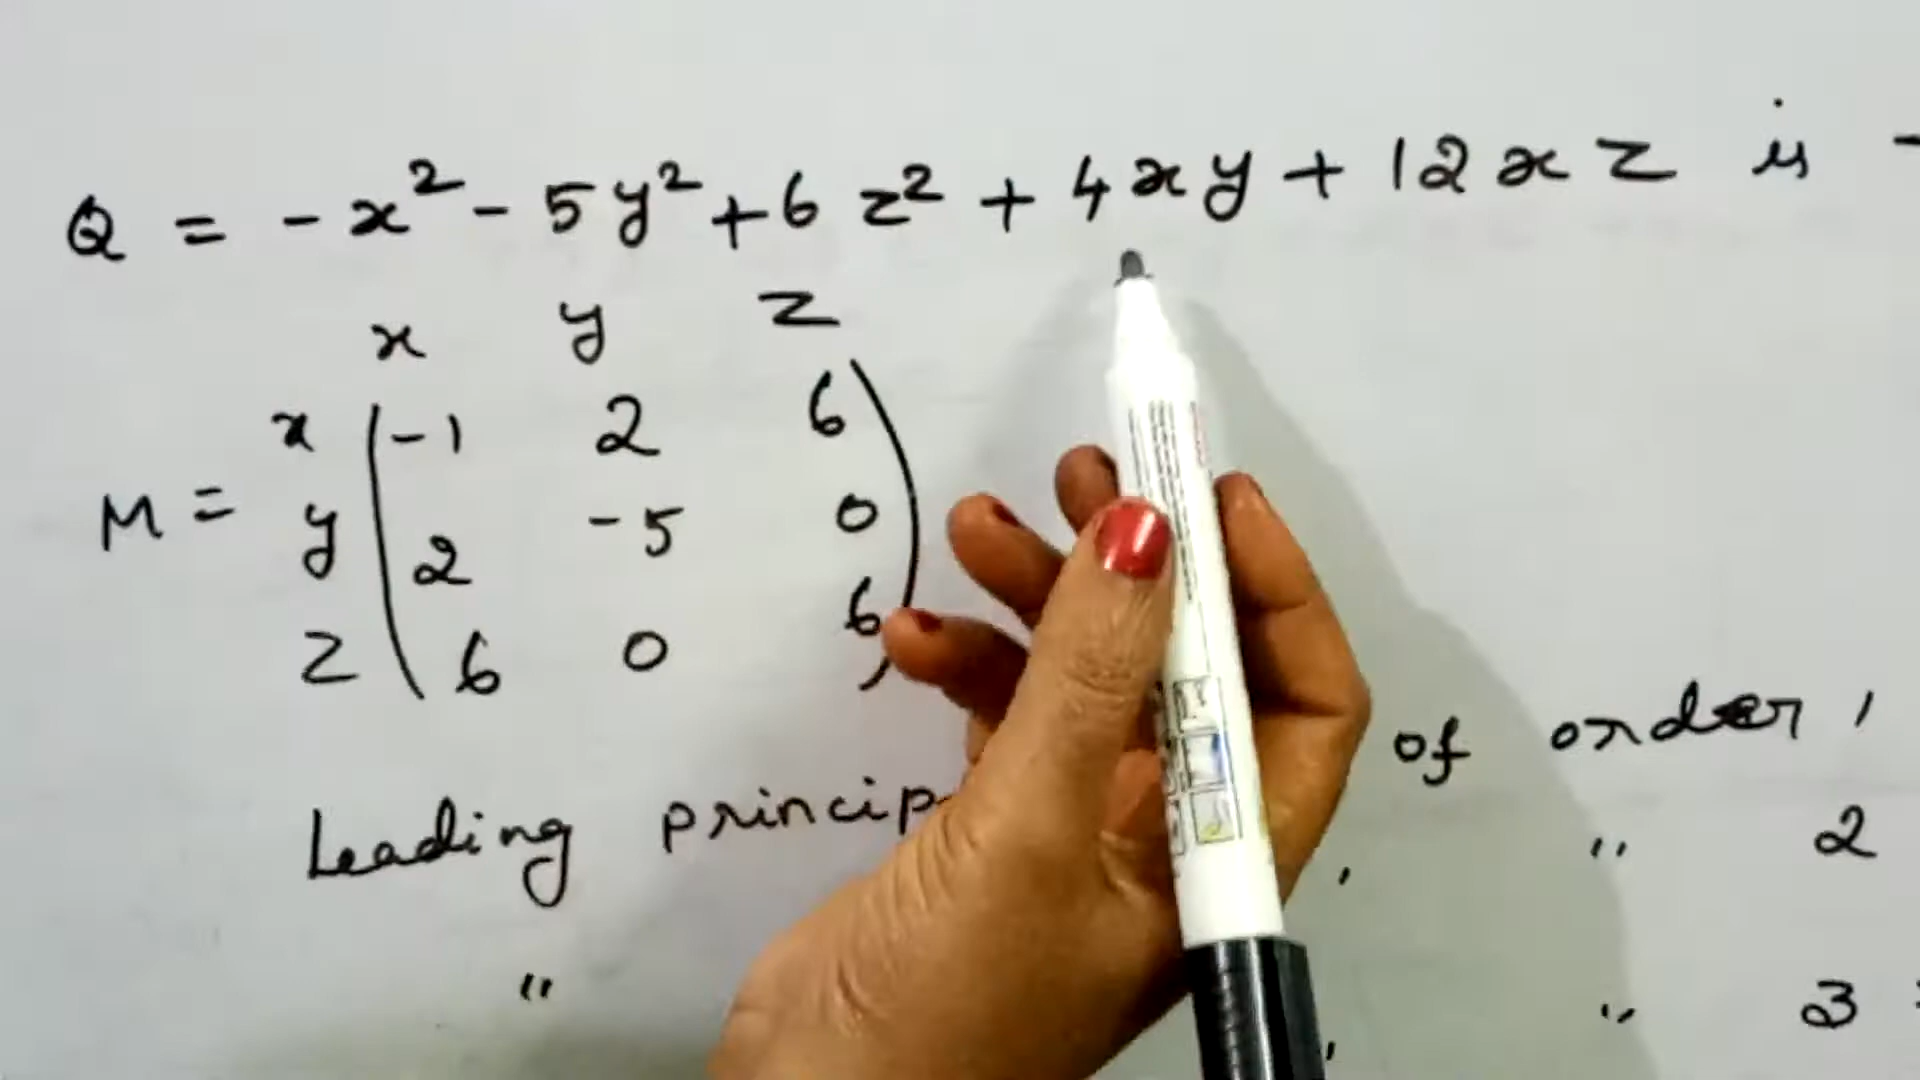 Q = -x² - 5y² + 6z² + 4xy + 12xz is -
x y z
x -1 2 6
M = y 2 -5 0
z 6 0 6
Leading of order 1
" , " 2
" , " 3